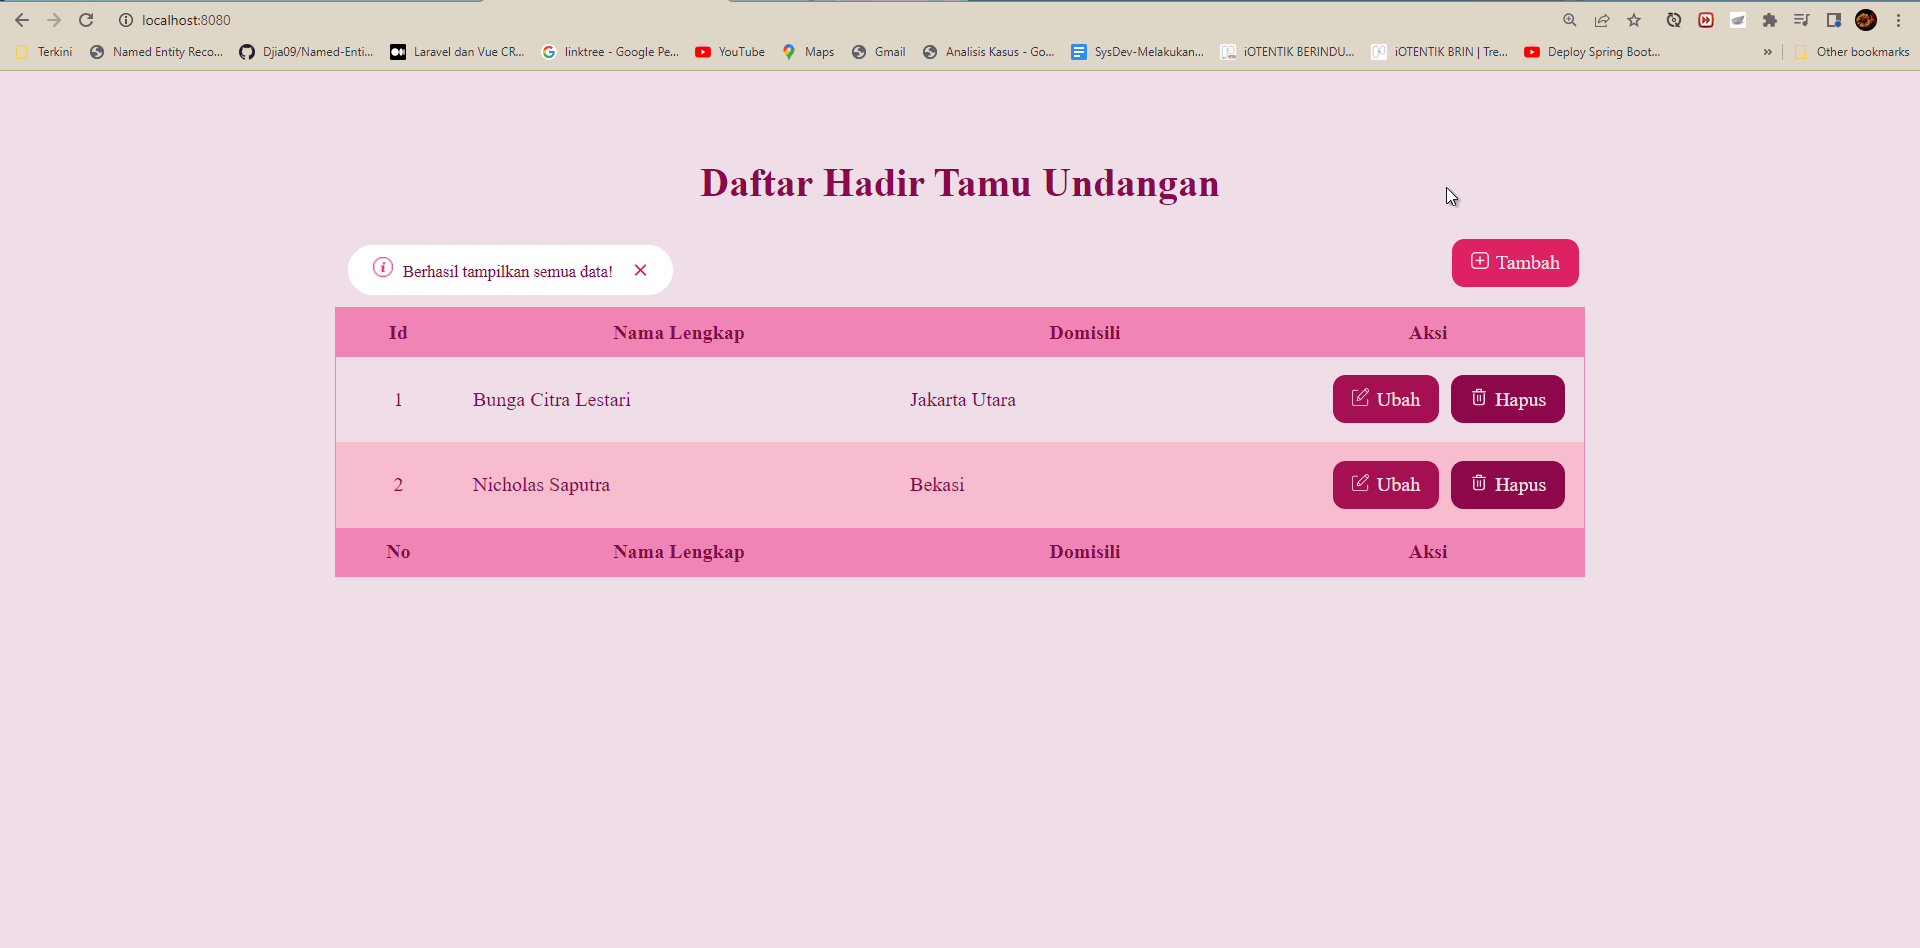 localhost:8080
Terkini Named Entity Reco... Djia09/Named-Enti... Laravel dan Vue CR... linktree - Google Pe... YouTube Maps Gmail Analisis Kasus - Go... SysDev-Melakukan... iOTENTIK BERINDU... iOTENTIK BRIN | Tre... Deploy Spring Boot... » Other bookmarks
Daftar Hadir Tamu Undangan
Berhasil tampilkan semua data!
Tambah
Id Nama Lengkap Domisili Aksi
1 Bunga Citra Lestari Jakarta Utara Ubah Hapus
2 Nicholas Saputra Bekasi Ubah Hapus
No Nama Lengkap Domisili Aksi